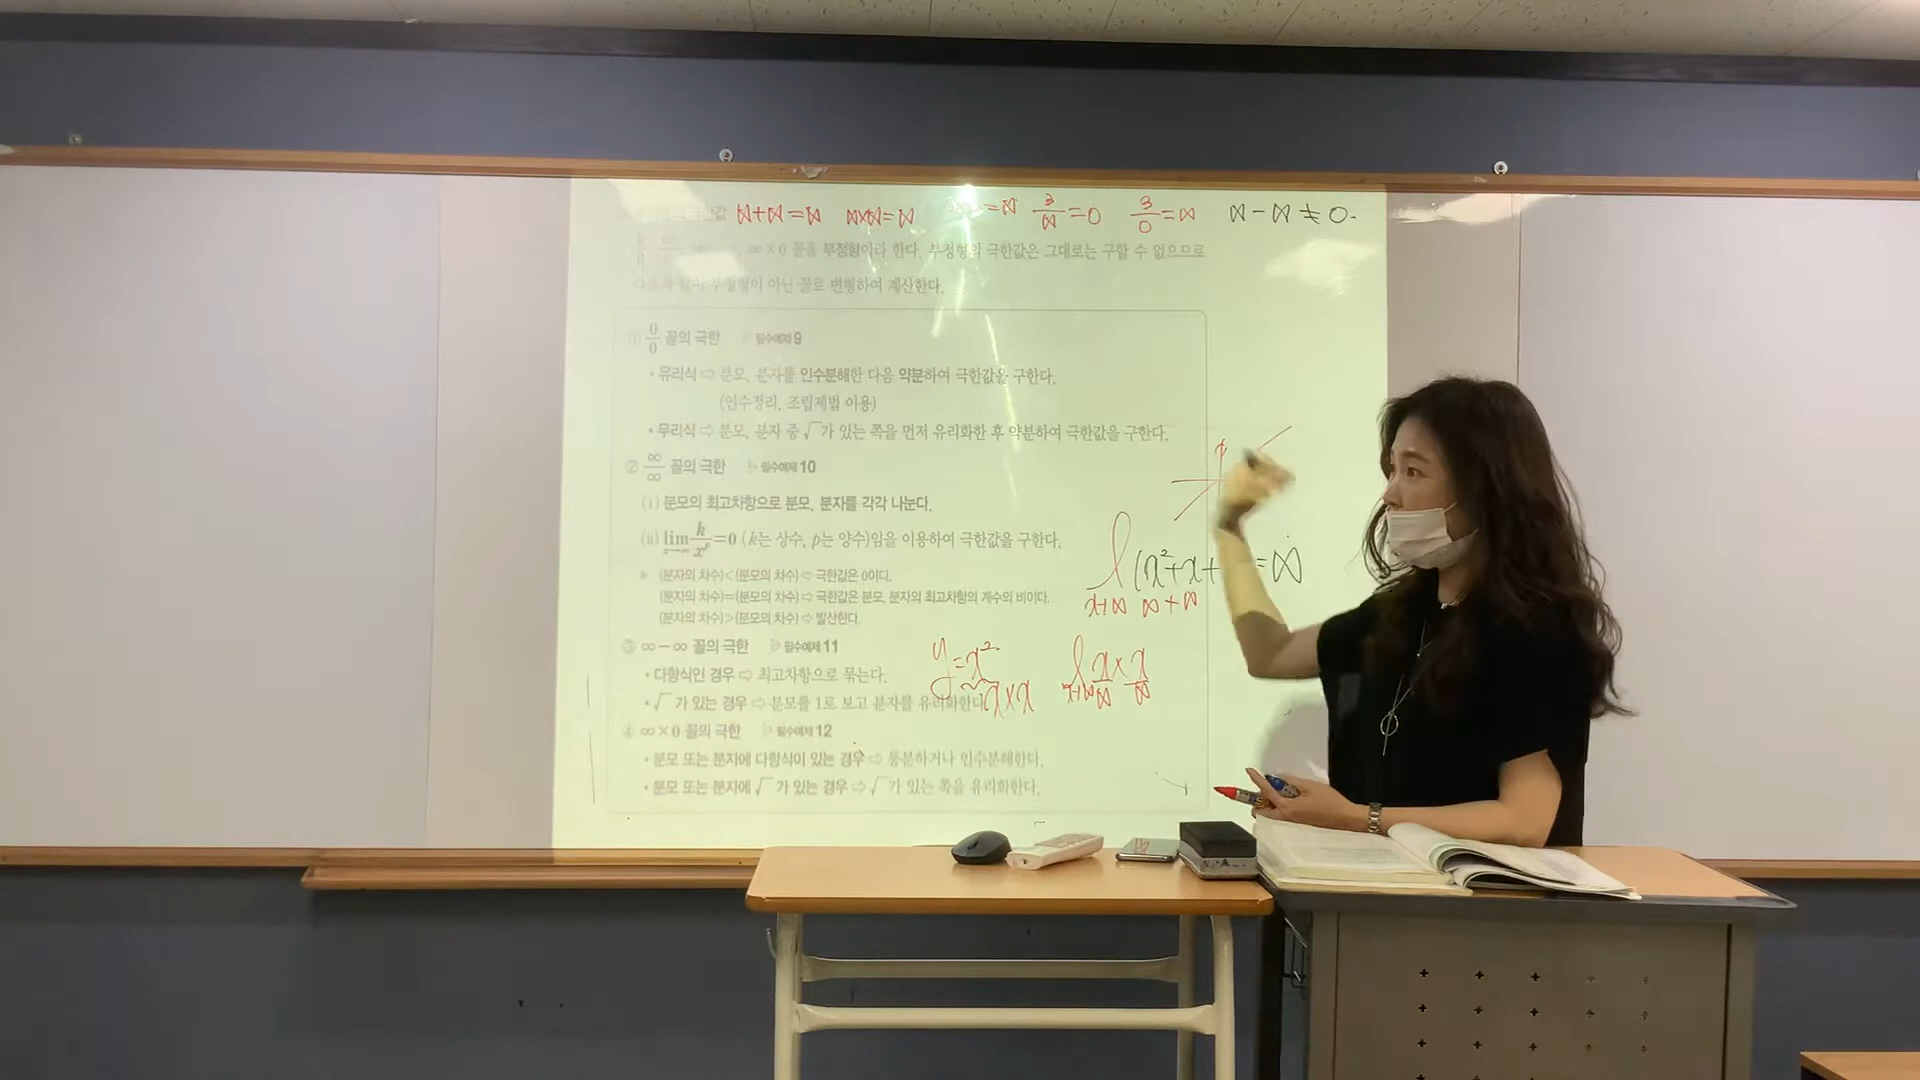 ∞+∞=∞ ∞×∞=∞ =∞ 3/∞=0 3/0=∞ ∞-∞≠0.
∞×0 꼴을 부정형이라 한다. 부정형의 극한값은 그대로는 구할 수 없으므로
부정형이 아닌 꼴로 변형하여 계산한다.
① 0/0 꼴의 극한 필수예제 9
• 유리식 ⇨ 분모, 분자를 인수분해한 다음 약분하여 극한값을 구한다.
(인수정리, 조립제법 이용)
• 무리식 ⇨ 분모, 분자 중 √ 가 있는 쪽을 먼저 유리화한 후 약분하여 극한값을 구한다.
② ∞/∞ 꼴의 극한 필수예제 10
(i) 분모의 최고차항으로 분모, 분자를 각각 나눈다.
(ii) lim x→∞ k/xᵖ=0 (k는 상수, p는 양수)임을 이용하여 극한값을 구한다.
l x→∞ (x²+x+ =∞
∞+∞
▶ (분자의 차수)<(분모의 차수) ⇨ 극한값은 0이다.
(분자의 차수)=(분모의 차수) ⇨ 극한값은 분모, 분자의 최고차항의 계수의 비이다.
(분자의 차수)>(분모의 차수) ⇨ 발산한다.
③ ∞-∞ 꼴의 극한 필수예제 11
• 다항식인 경우 ⇨ 최고차항으로 묶는다.
y=x²
x×x
l x→∞ x×x
∞ ∞
• √ 가 있는 경우 ⇨ 분모를 1로 보고 분자를 유리화한다.
④ ∞×0 꼴의 극한 필수예제 12
• 분모 또는 분자에 다항식이 있는 경우 ⇨ 통분하거나 인수분해한다.
• 분모 또는 분자에 √ 가 있는 경우 ⇨ √ 가 있는 쪽을 유리화한다.